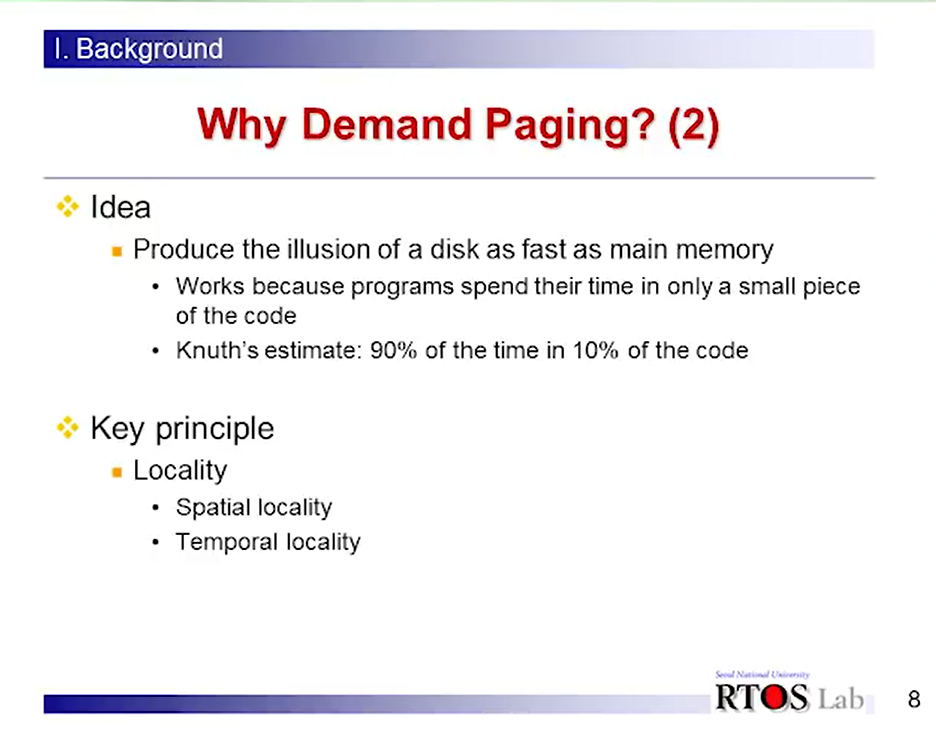 I. Background
Why Demand Paging? (2)
Idea
Produce the illusion of a disk as fast as main memory
• Works because programs spend their time in only a small piece
of the code
• Knuth's estimate: 90% of the time in 10% of the code
Key principle
Locality
• Spatial locality
• Temporal locality
Seoul National University
RTOS Lab
8